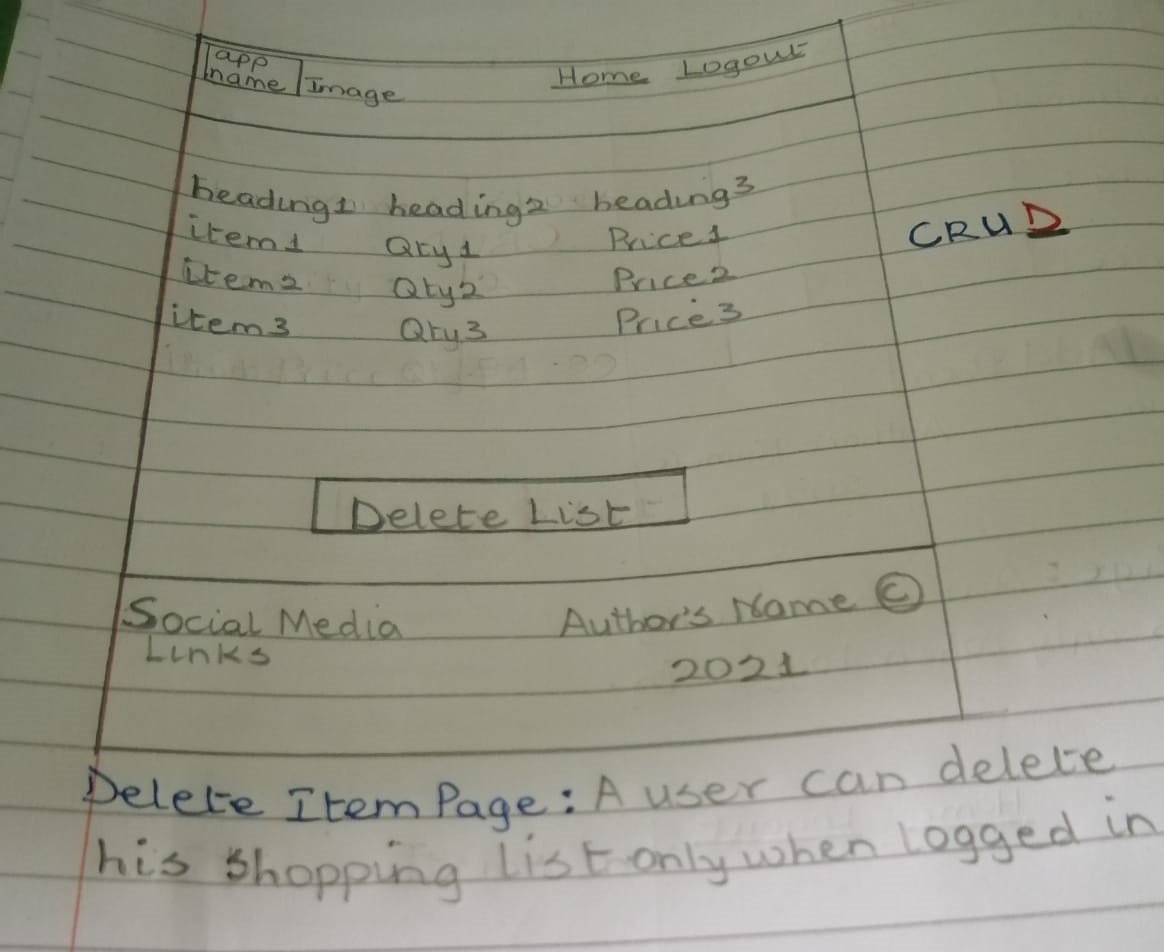 app
name Image Home Logout
heading1 heading2 heading3
item1 Qty1 Price1
CRUD
item2 Qty2 Price2
item3 Qty3 Price3
Delete List
Social Media Author's Name ©
Links 2021
Delete Item Page: A user can delete
his shopping list only when logged in